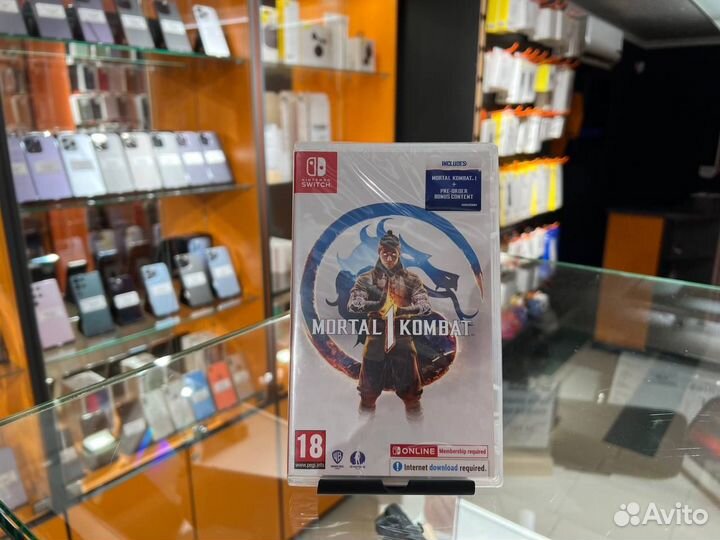 NINTENDO
SWITCH
INCLUDES
MORTAL KOMBAT 1
+
PRE-ORDER
BONUS CONTENT
MORTAL 1 KOMBAT
18
www.pegi.info
ONLINE Membership required
! Internet download required.
Avito